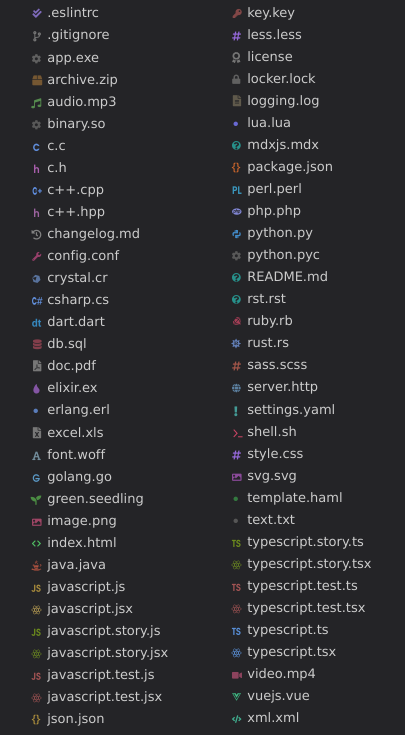 .eslintrc
.gitignore
app.exe
archive.zip
audio.mp3
binary.so
c.c
c.h
c++.cpp
c++.hpp
changelog.md
config.conf
crystal.cr
csharp.cs
dart.dart
db.sql
doc.pdf
elixir.ex
erlang.erl
excel.xls
font.woff
golang.go
green.seedling
image.png
index.html
java.java
javascript.js
javascript.jsx
javascript.story.js
javascript.story.jsx
javascript.test.js
javascript.test.jsx
json.json
key.key
less.less
license
locker.lock
logging.log
lua.lua
mdxjs.mdx
package.json
perl.perl
php.php
python.py
python.pyc
README.md
rst.rst
ruby.rb
rust.rs
sass.scss
server.http
settings.yaml
shell.sh
style.css
svg.svg
template.haml
text.txt
typescript.story.ts
typescript.story.tsx
typescript.test.ts
typescript.test.tsx
typescript.ts
typescript.tsx
video.mp4
vuejs.vue
xml.xml